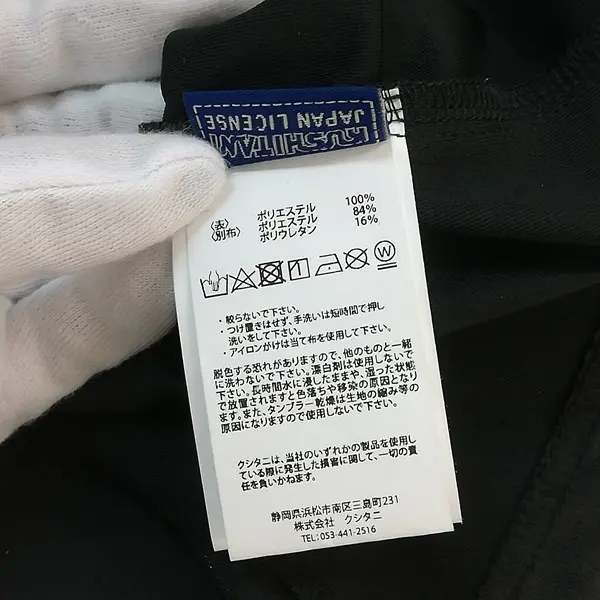 KUSHITANI
JAPAN LICENSE
〈表〉 ポリエステル 100%
〈別布〉 ポリエステル 84%
ポリウレタン 16%
W
・絞らないで下さい。
・つけ置きはせず、手洗いは短時間で押し
洗いをして下さい。
・アイロンがけは当て布を使用して下さい。
脱色する恐れがありますので、他のものと一緒
に洗わないで下さい。漂白剤は使用しないで
下さい。長時間水に浸したままや、湿った状態
で放置されますと色落ちや移染の原因となり
ます。また、タンブラー乾燥は生地の縮み等の
原因になりますので使用しないで下さい。
クシタニは、当社のいずれかの製品を使用し
ている際に発生した損害に関して、一切の責
任を負いかねます。
静岡県浜松市南区三島町231
株式会社 クシタニ
TEL:053-441-2516